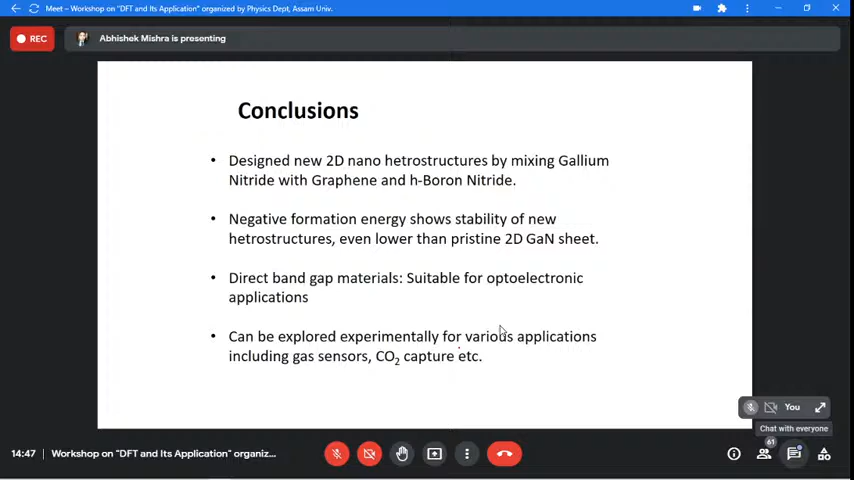 Meet – Workshop on "DFT and Its Application" organized by Physics Dept, Assam Univ.
REC
Abhishek Mishra is presenting
Conclusions
• Designed new 2D nano hetrostructures by mixing Gallium
Nitride with Graphene and h-Boron Nitride.
• Negative formation energy shows stability of new
hetrostructures, even lower than pristine 2D GaN sheet.
• Direct band gap materials: Suitable for optoelectronic
applications
• Can be explored experimentally for various applications
including gas sensors, CO2 capture etc.
You
Chat with everyone
61
14:47 | Workshop on "DFT and Its Application" organiz...